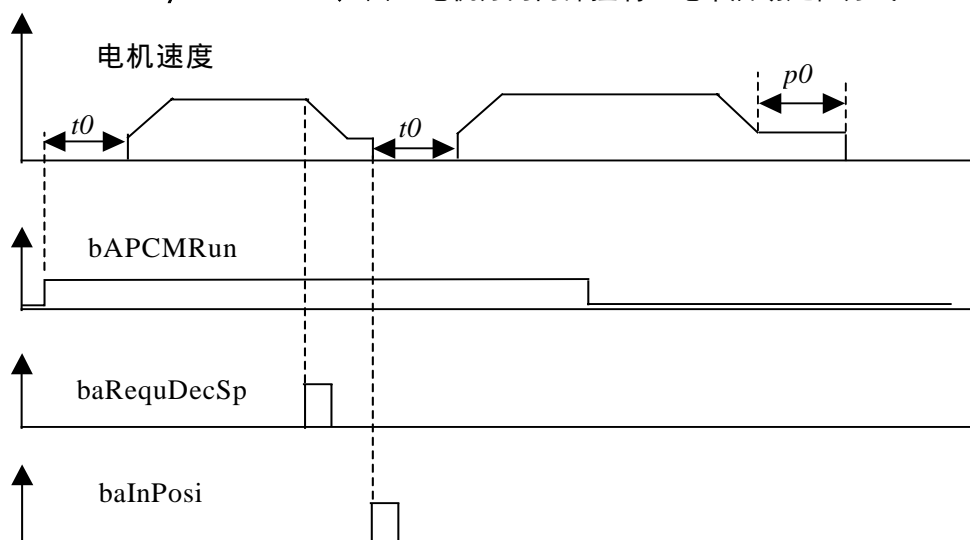 电机速度
p0
t0
t0
bAPCMRun
baRequDecSp
baInPosi